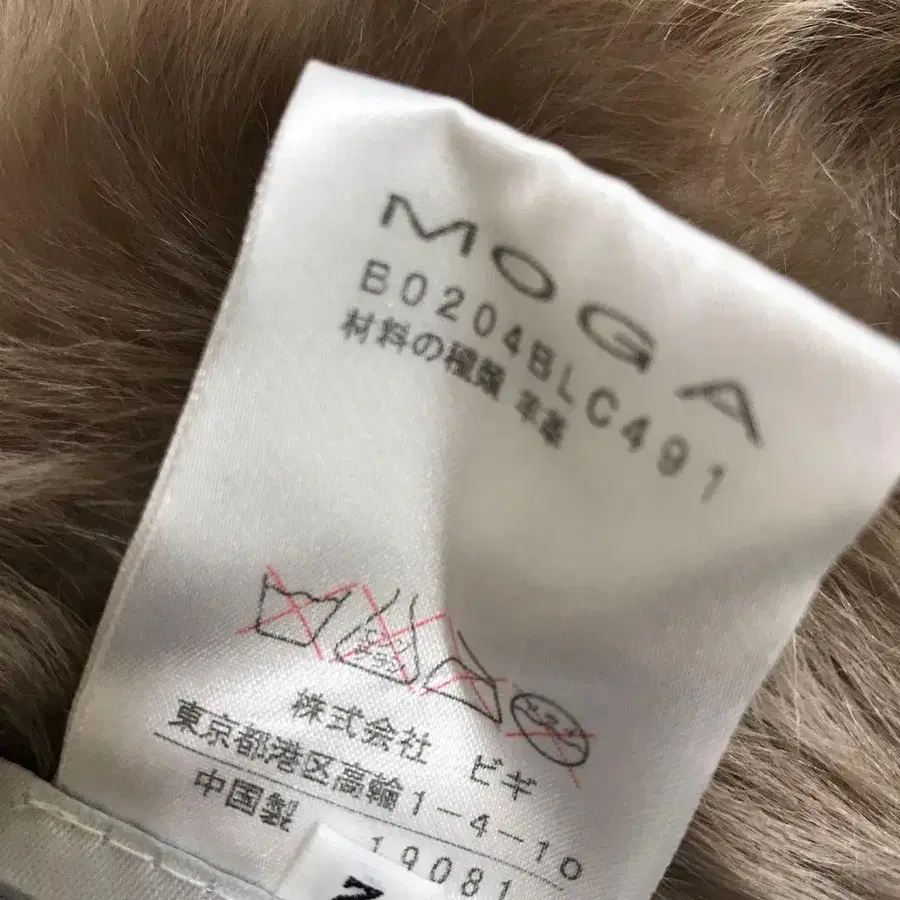 MOGA
B0204BLC491
材料の種類 羊革
株式会社 ビギ
東京都港区高輪1-4-10
中国製 19081